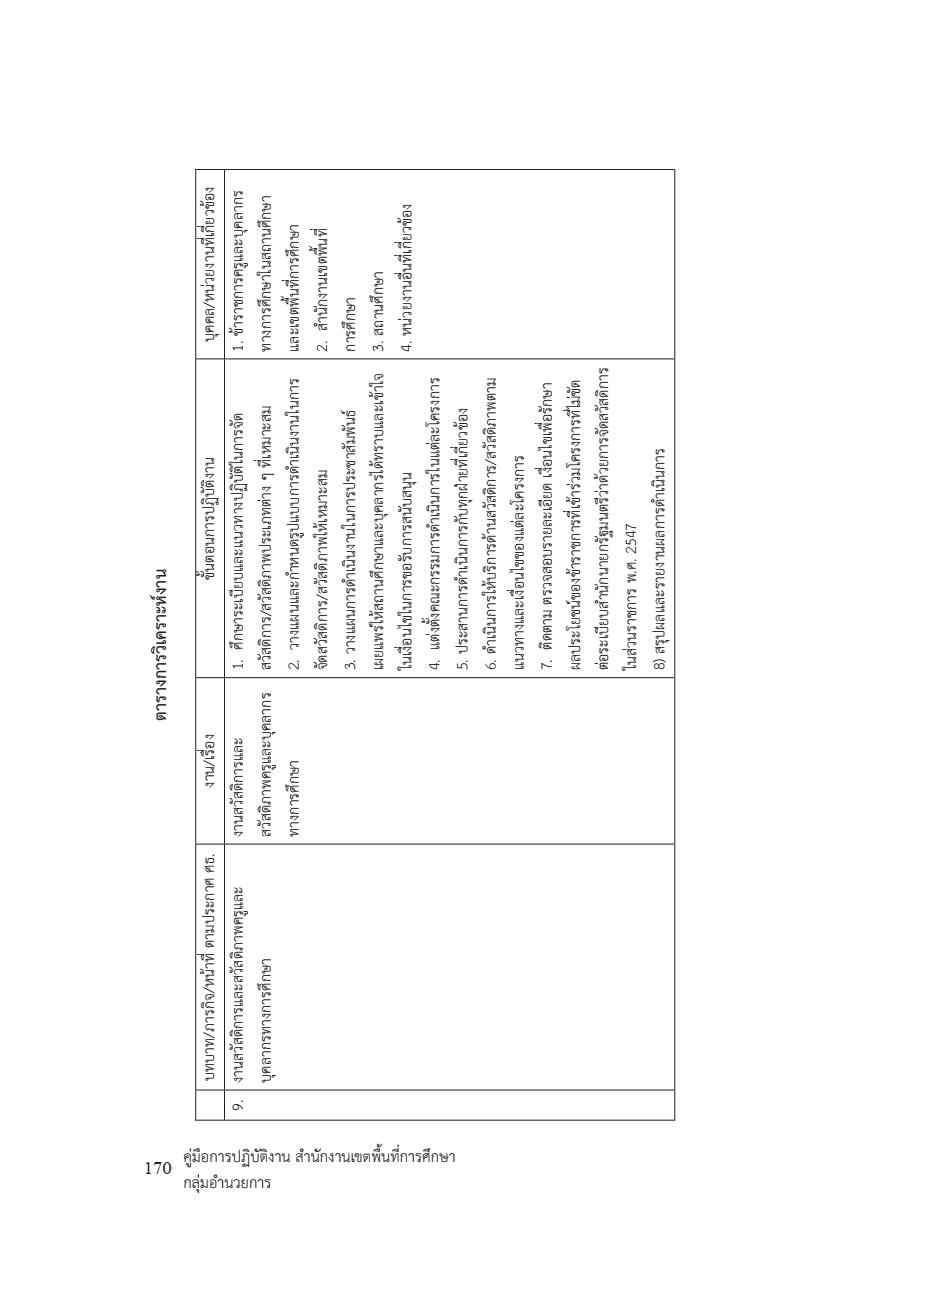 ตารางการวิเคราะห์งาน
บทบาท/ภารกิจ/หน้าที่ ตามประกาศ ศธ.
งาน/เรื่อง
ขั้นตอนการปฏิบัติงาน
บุคคล/หน่วยงานที่เกี่ยวข้อง
9.
งานสวัสดิการและสวัสดิภาพครูและ
บุคลากรทางการศึกษา
งานสวัสดิการและ
สวัสดิภาพครูและบุคลากร
ทางการศึกษา
1. ศึกษาระเบียบและแนวทางปฏิบัติในการจัด
สวัสดิการ/สวัสดิภาพประเภทต่าง ๆ ที่เหมาะสม
2. วางแผนและกำหนดรูปแบบการดำเนินงานในการ
จัดสวัสดิการ/สวัสดิภาพให้เหมาะสม
3. วางแผนการดำเนินงานในการประชาสัมพันธ์
เผยแพร่ให้สถานศึกษาและบุคลากรได้ทราบและเข้าใจ
ในเงื่อนไขในการขอรับการสนับสนุน
4. แต่งตั้งคณะกรรมการดำเนินการในแต่ละโครงการ
5. ประสานการดำเนินการกับทุกฝ่ายที่เกี่ยวข้อง
6. ดำเนินการให้บริการด้านสวัสดิการ/สวัสดิภาพตาม
แนวทางและเงื่อนไขของแต่ละโครงการ
7. ติดตาม ตรวจสอบรายละเอียด เงื่อนไขเพื่อรักษา
ผลประโยชน์ของข้าราชการที่เข้าร่วมโครงการที่ไม่ขัด
ต่อระเบียบสำนักนายกรัฐมนตรีว่าด้วยการจัดสวัสดิการ
ในส่วนราชการ พ.ศ. 2547
8) สรุปผลและรายงานผลการดำเนินการ
1. ข้าราชการครูและบุคลากร
ทางการศึกษาในสถานศึกษา
และเขตพื้นที่การศึกษา
2. สำนักงานเขตพื้นที่
การศึกษา
3. สถานศึกษา
4. หน่วยงานอื่นที่เกี่ยวข้อง
170
คู่มือการปฏิบัติงาน สำนักงานเขตพื้นที่การศึกษา
กลุ่มอำนวยการ